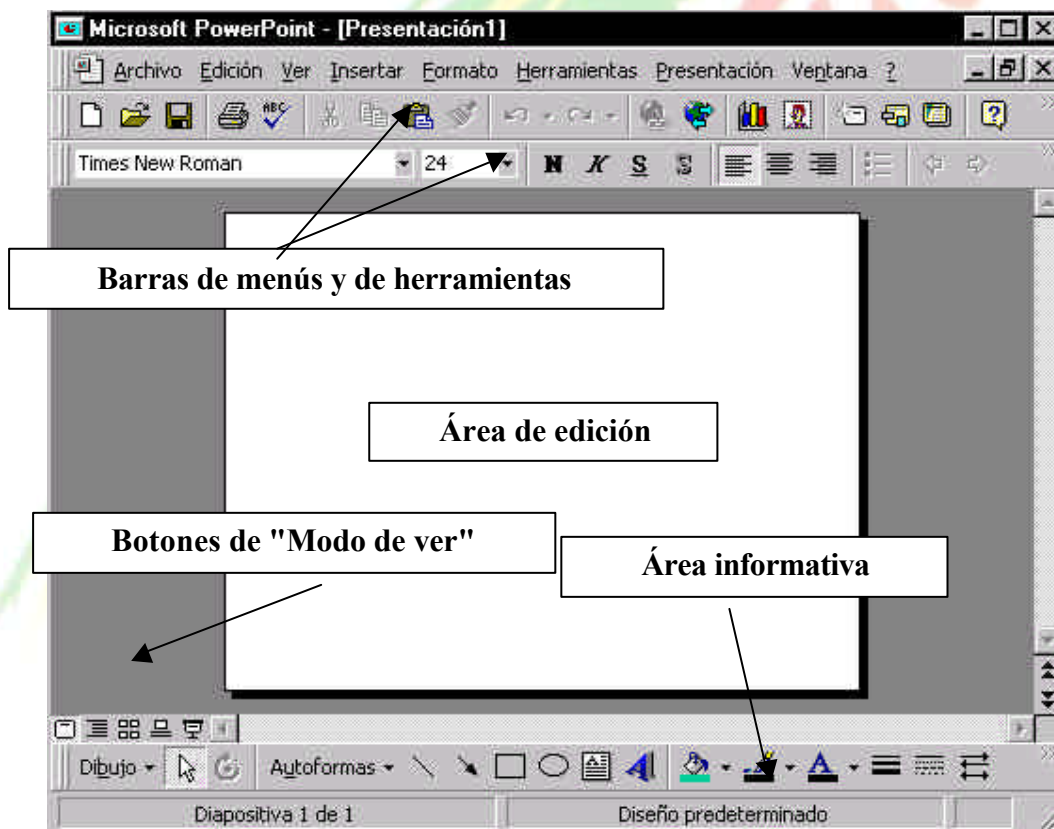 Microsoft PowerPoint - [Presentación1]
Archivo Edición Ver Insertar Formato Herramientas Presentación Ventana ?
ABC
Times New Roman 24 N K S S
Barras de menús y de herramientas
Área de edición
Botones de "Modo de ver"
Área informativa
Dibujo Autoformas A A
Diapositiva 1 de 1 Diseño predeterminado